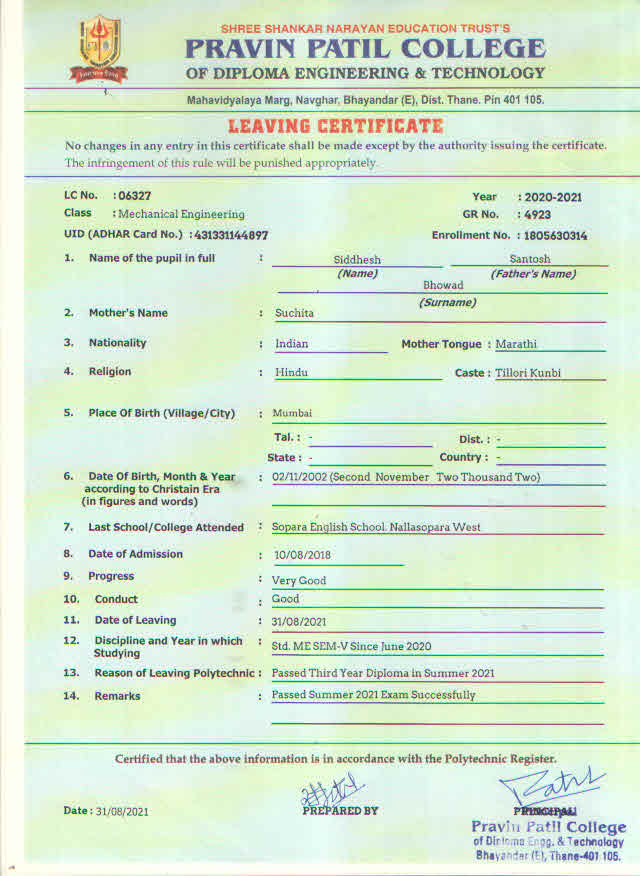 SHREE SHANKAR NARAYAN EDUCATION TRUST'S
PRAVIN PATIL COLLEGE
OF DIPLOMA ENGINEERING & TECHNOLOGY
Mahavidyalaya Marg, Navghar, Bhayandar (E), Dist. Thane. Pin 401 105.
LEAVING CERTIFICATE
No changes in any entry in this certificate shall be made except by the authority issuing the certificate.
The infringement of this rule will be punished appropriately.
LC No. : 06327 Year : 2020-2021
Class : Mechanical Engineering GR No. : 4923
UID (ADHAR Card No.) : 431331144897 Enrollment No. : 1805630314
1. Name of the pupil in full : Siddhesh Santosh
(Name) (Father's Name)
Bhowad
(Surname)
2. Mother's Name : Suchita
3. Nationality : Indian Mother Tongue : Marathi
4. Religion : Hindu Caste : Tillori Kunbi
5. Place Of Birth (Village/City) : Mumbai
Tal. : - Dist. : -
State : - Country : -
6. Date Of Birth, Month & Year : 02/11/2002 (Second November Two Thousand Two)
according to Christain Era
(in figures and words)
7. Last School/College Attended : Sopara English School. Nallasopara West
8. Date of Admission : 10/08/2018
9. Progress : Very Good
10. Conduct : Good
11. Date of Leaving : 31/08/2021
12. Discipline and Year in which : Std. ME SEM-V Since June 2020
Studying
13. Reason of Leaving Polytechnic : Passed Third Year Diploma in Summer 2021
14. Remarks : Passed Summer 2021 Exam Successfully
Certified that the above information is in accordance with the Polytechnic Register.
Date : 31/08/2021 PREPARED BY PRINCIPAL
Pravin Patil College
of Diploma Engg. & Technology
Bhayandar (E), Thane-401 105.